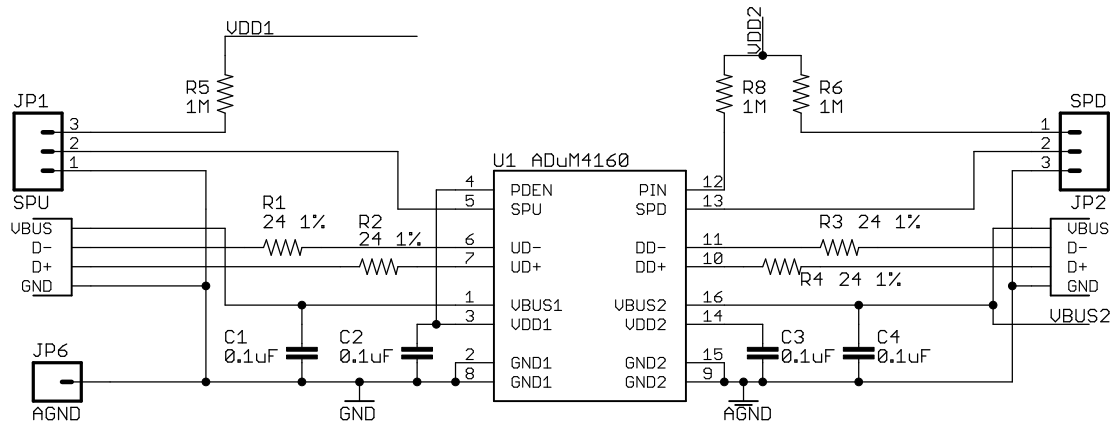 VDD1
VDD2
R5
1M
R8
1M
R6
1M
JP1
3
2
1
SPU
SPD
1
2
3
JP2
U1 ADuM4160
4 PDEN
5 SPU
6 UD-
7 UD+
1 VBUS1
3 VDD1
2 GND1
8 GND1
PIN 12
SPD 13
DD- 11
DD+ 10
VBUS2 16
VDD2 14
GND2 15
GND2 9
R1
24 1%
R2
24 1%
R3 24 1%
R4 24 1%
VBUS
D-
D+
GND
VBUS
D-
D+
GND
VBUS2
C1
0.1uF
C2
0.1uF
C3
0.1uF
C4
0.1uF
JP6
AGND
GND
AGND